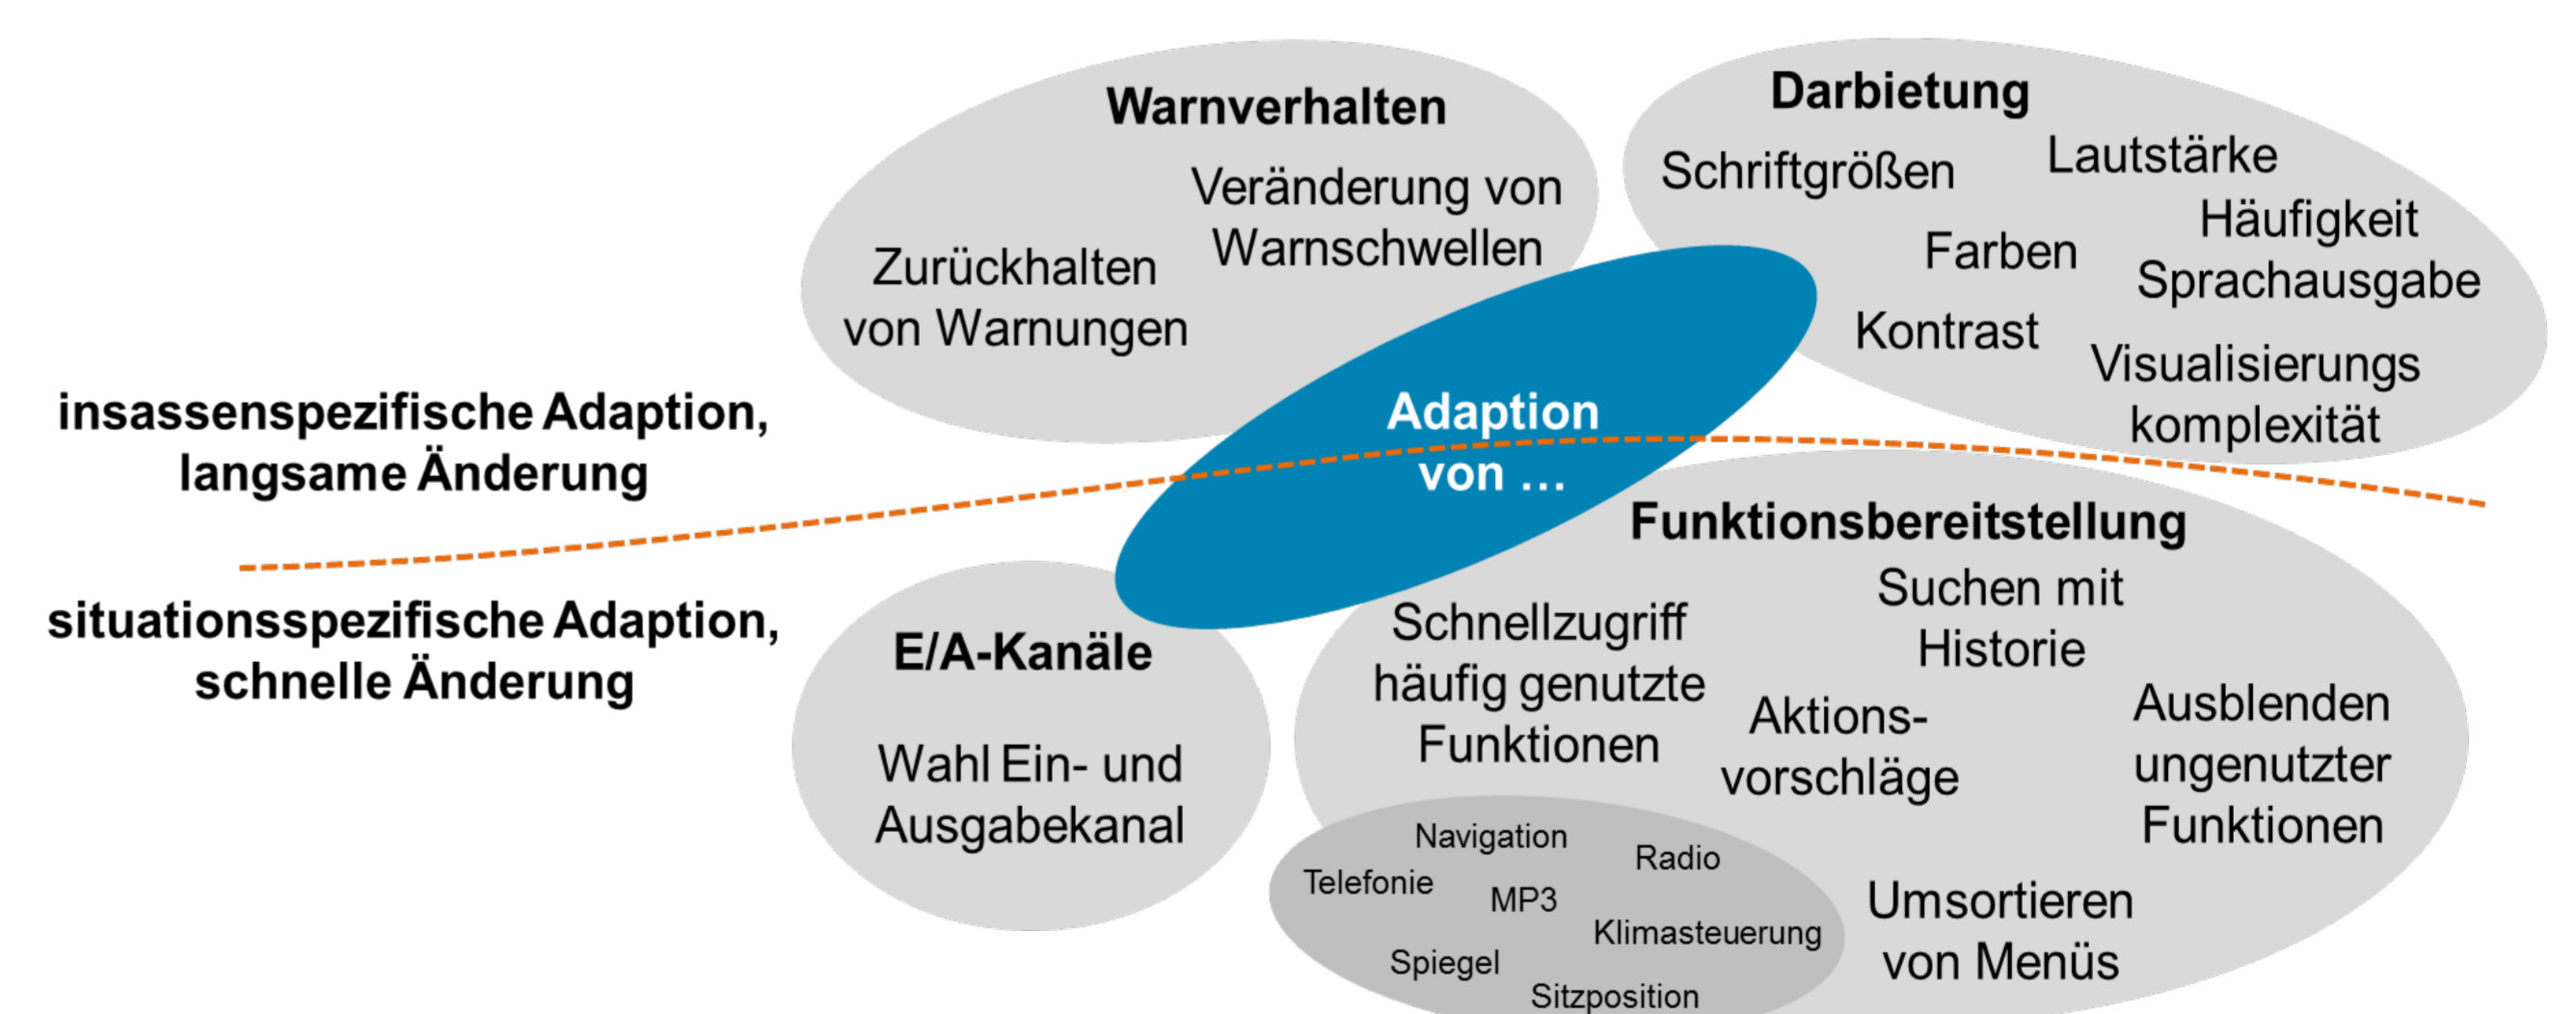 Warnverhalten
Veränderung von
Warnschwellen
Zurückhalten
von Warnungen
Darbietung
Schriftgrößen
Lautstärke
Häufigkeit
Sprachausgabe
Farben
Kontrast
Visualisierungs
komplexität
Adaption
von ...
insassenspezifische Adaption,
langsame Änderung
situationsspezifische Adaption,
schnelle Änderung
E/A-Kanäle
Wahl Ein- und
Ausgabekanal
Funktionsbereitstellung
Suchen mit
Historie
Schnellzugriff
häufig genutzte
Funktionen
Aktions-
vorschläge
Ausblenden
ungenutzter
Funktionen
Umsortieren
von Menüs
Navigation
Radio
Telefonie
MP3
Klimasteuerung
Spiegel
Sitzposition